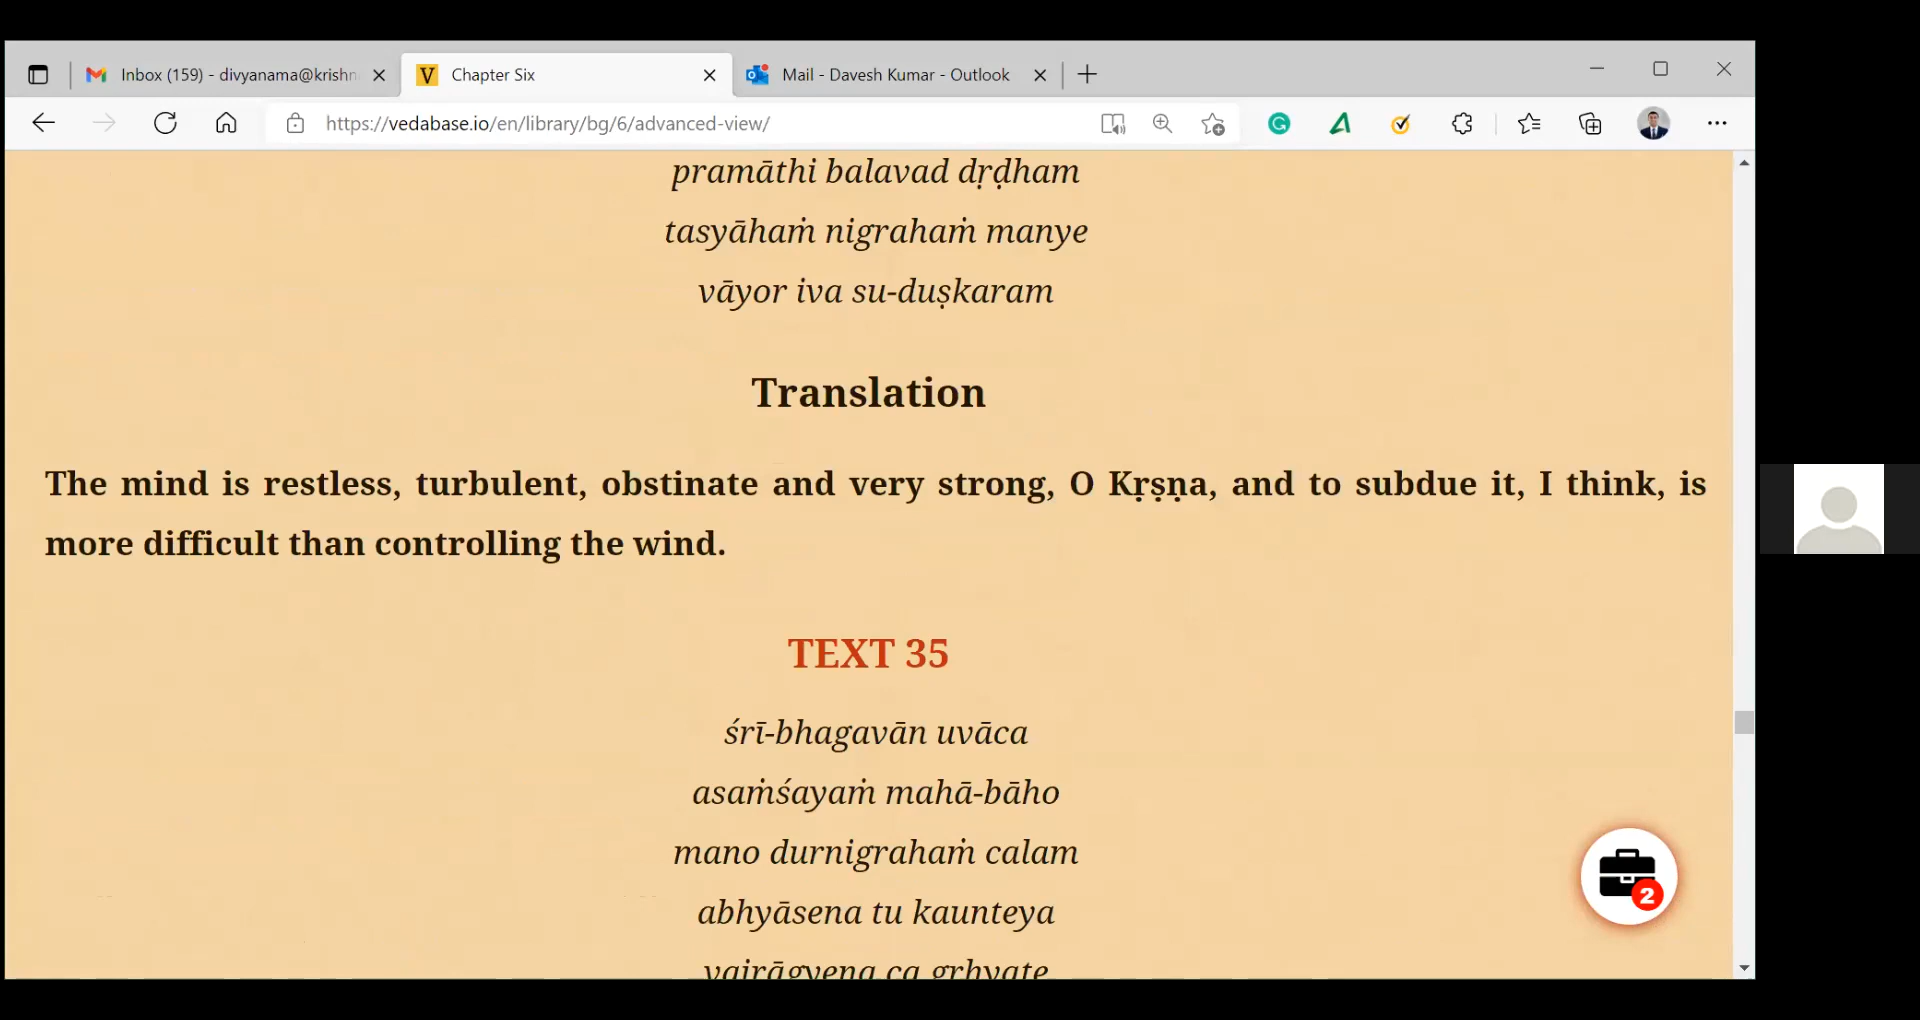 Inbox (159) - divyanama@krishn
Chapter Six
Mail - Davesh Kumar - Outlook
https://vedabase.io/en/library/bg/6/advanced-view/
pramāthi balavad dṛḍham
tasyāhaṁ nigrahaṁ manye
vāyor iva su-duṣkaram
Translation
The mind is restless, turbulent, obstinate and very strong, O Kṛṣṇa, and to subdue it, I think, is
more difficult than controlling the wind.
TEXT 35
śrī-bhagavān uvāca
asaṁśayaṁ mahā-bāho
mano durnigrahaṁ calam
abhyāsena tu kaunteya
vairāgyeṇa ca gṛhyate
2